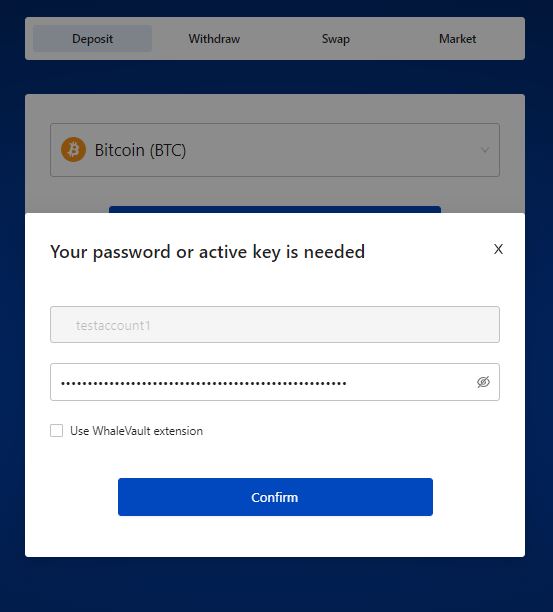 Deposit Withdraw Swap Market
Bitcoin (BTC)
Your password or active key is needed X
testaccount1
••••••••••••••••••••••••••••••••••••••••••••••••••••
Use WhaleVault extension
Confirm